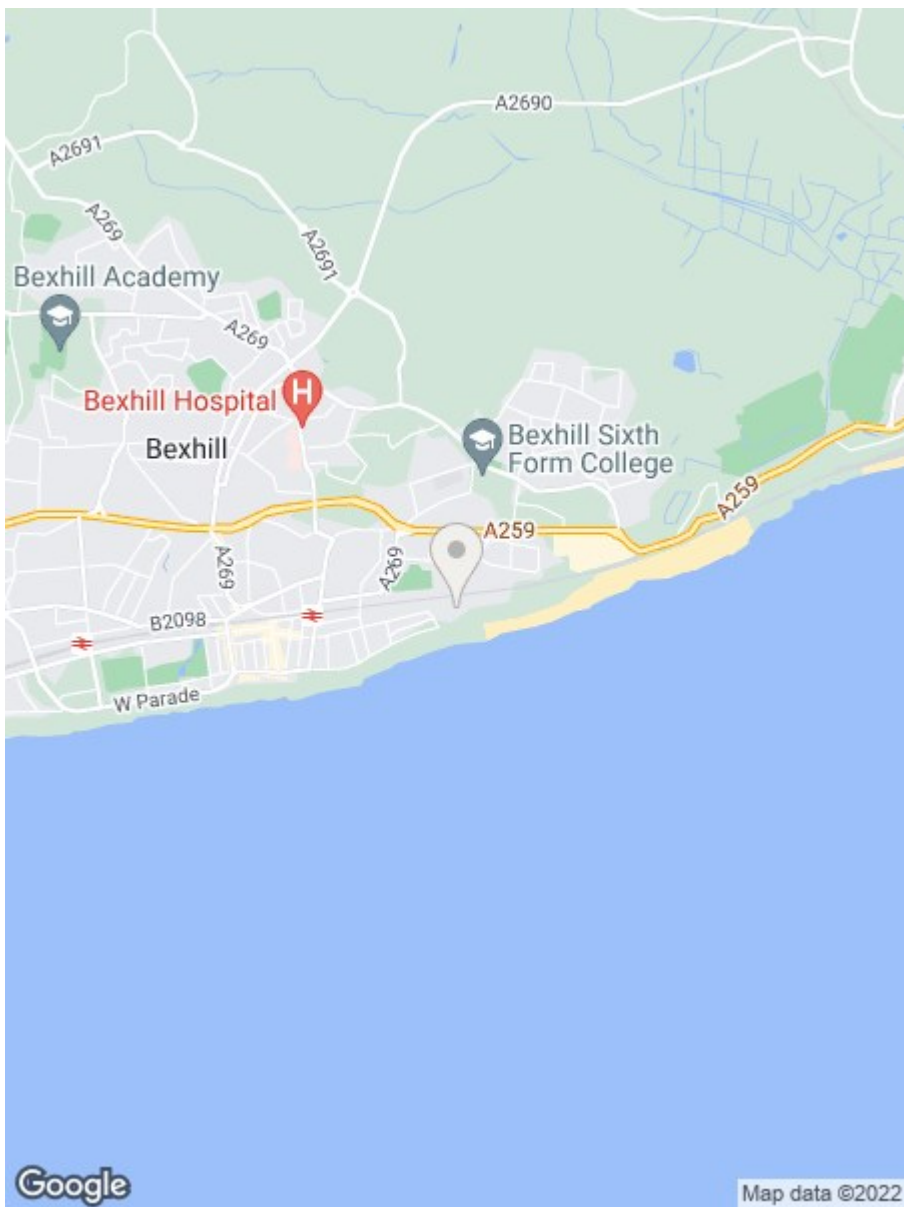 A2690
A2691
A269
A2691
Bexhill Academy
A269
Bexhill Hospital
H
Bexhill
Bexhill Sixth
Form College
A259
A259
A269
A269
B2098
W Parade
Google
Map data ©2022